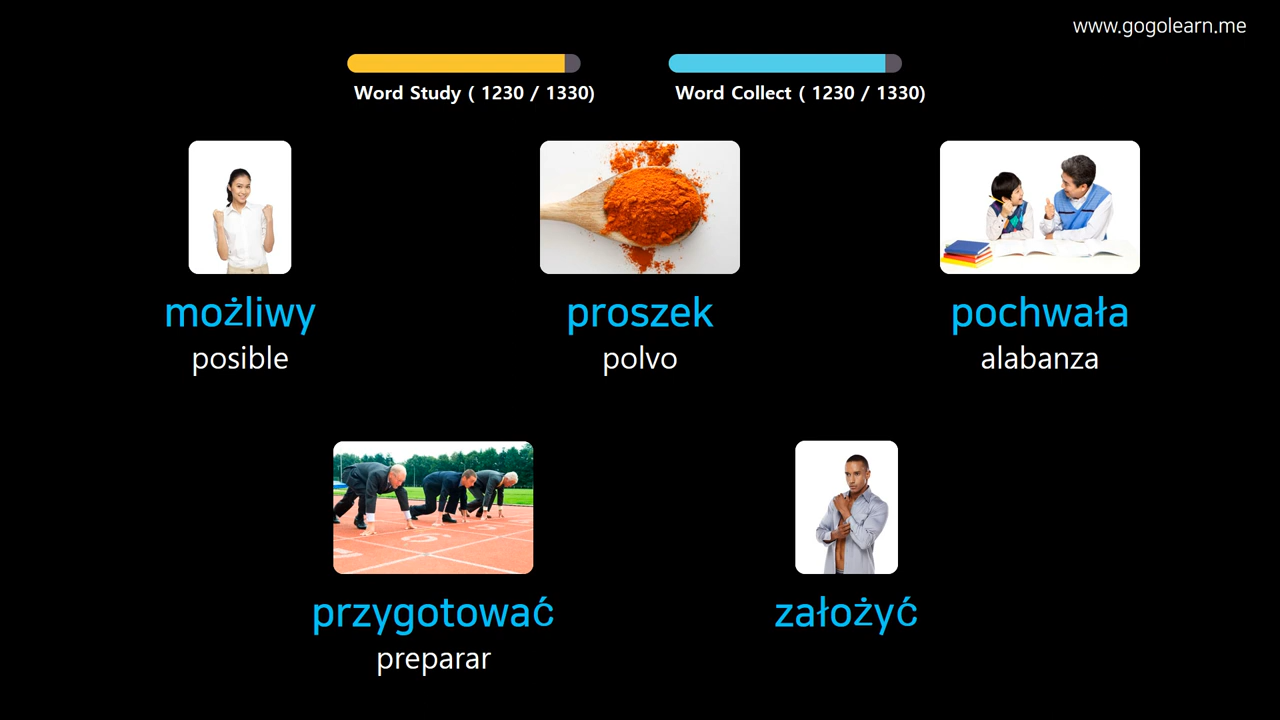 www.gogolearn.me
Word Study ( 1230 / 1330)
Word Collect ( 1230 / 1330)
możliwy
posible
proszek
polvo
pochwała
alabanza
przygotować
preparar
założyć